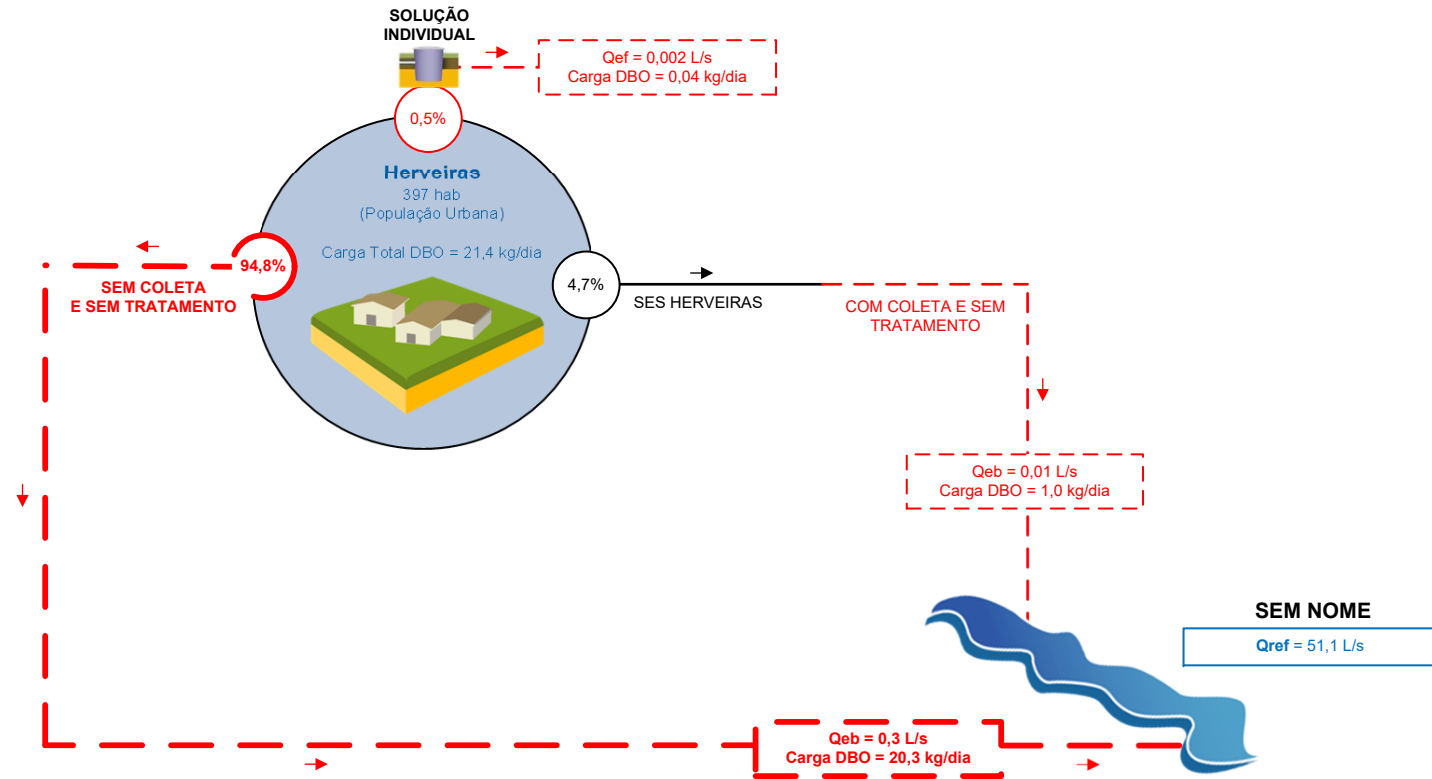 SOLUÇÃO
INDIVIDUAL
Qef = 0,002 L/s
Carga DBO = 0,04 kg/dia
0,5%
Herveiras
397 hab
(População Urbana)
Carga Total DBO = 21,4 kg/dia
94,8%
SEM COLETA
E SEM TRATAMENTO
4,7%
SES HERVEIRAS
COM COLETA E SEM
TRATAMENTO
Qeb = 0,01 L/s
Carga DBO = 1,0 kg/dia
SEM NOME
Qref = 51,1 L/s
Qeb = 0,3 L/s
Carga DBO = 20,3 kg/dia